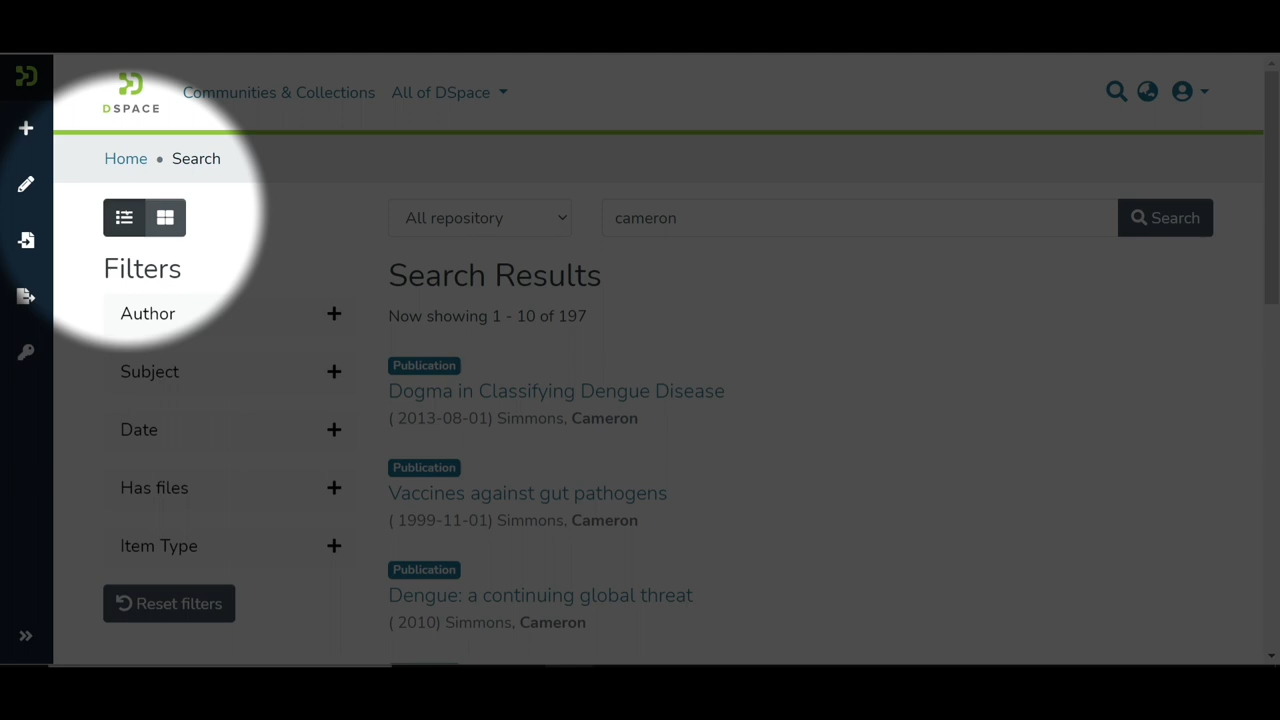 DSPACE
Communities & Collections
All of DSpace
Home • Search
All repository
cameron
Search
Filters
Author
Subject
Date
Has files
Item Type
Reset filters
Search Results
Now showing 1 - 10 of 197
Publication
Dogma in Classifying Dengue Disease
( 2013-08-01) Simmons, Cameron
Publication
Vaccines against gut pathogens
( 1999-11-01) Simmons, Cameron
Publication
Dengue: a continuing global threat
( 2010) Simmons, Cameron